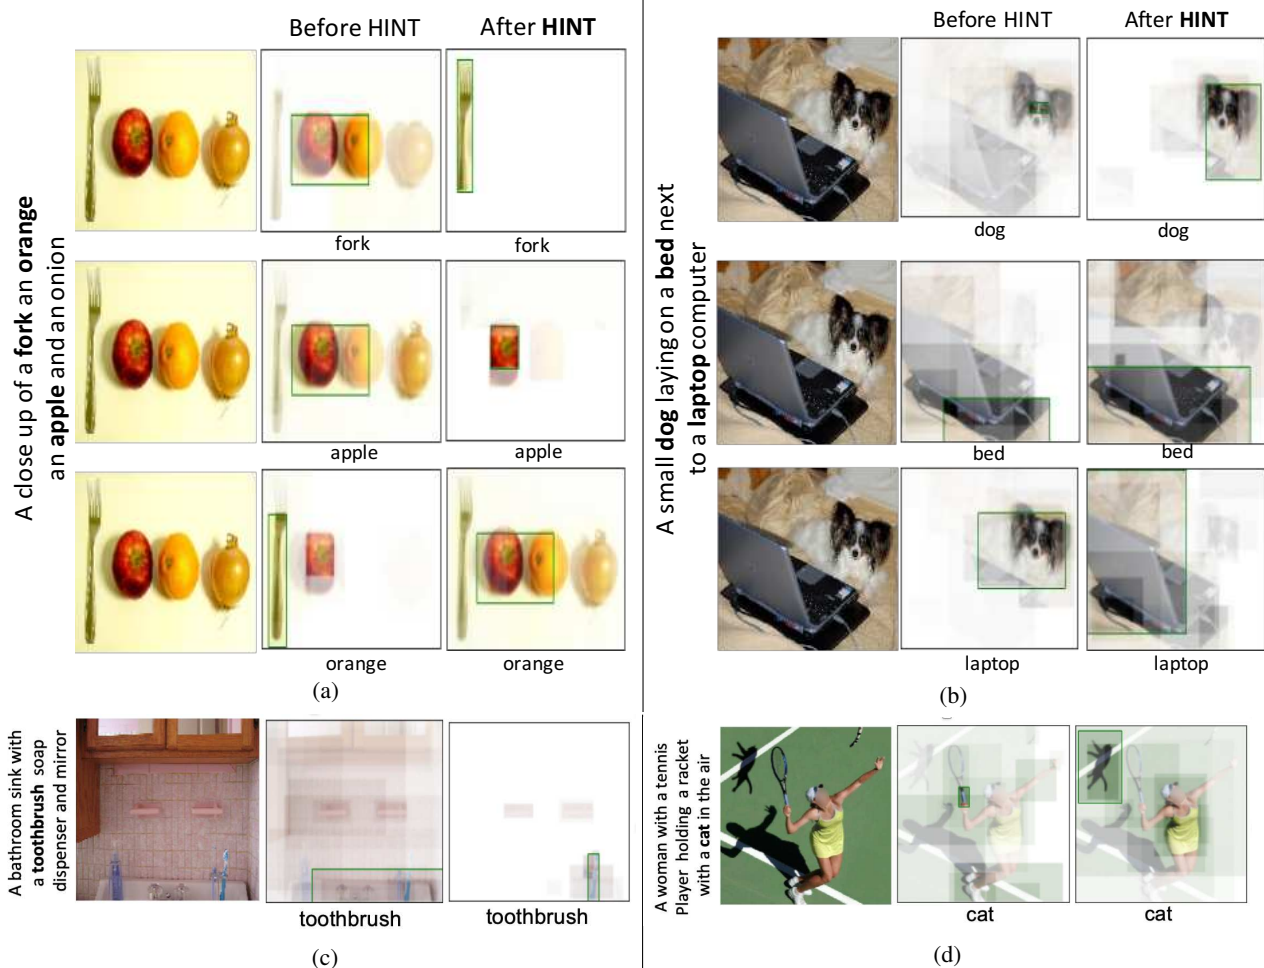 Before HINT
After HINT
A close up of a fork an orange
an apple and an onion
fork
fork
apple
apple
orange
orange
(a)
Before HINT
After HINT
A small dog laying on a bed next
to a laptop computer
dog
dog
bed
bed
laptop
laptop
(b)
A bathroom sink with
a toothbrush soap
dispenser and mirror
toothbrush
toothbrush
(c)
A woman with a tennis
Player holding a racket
with a cat in the air
cat
cat
(d)